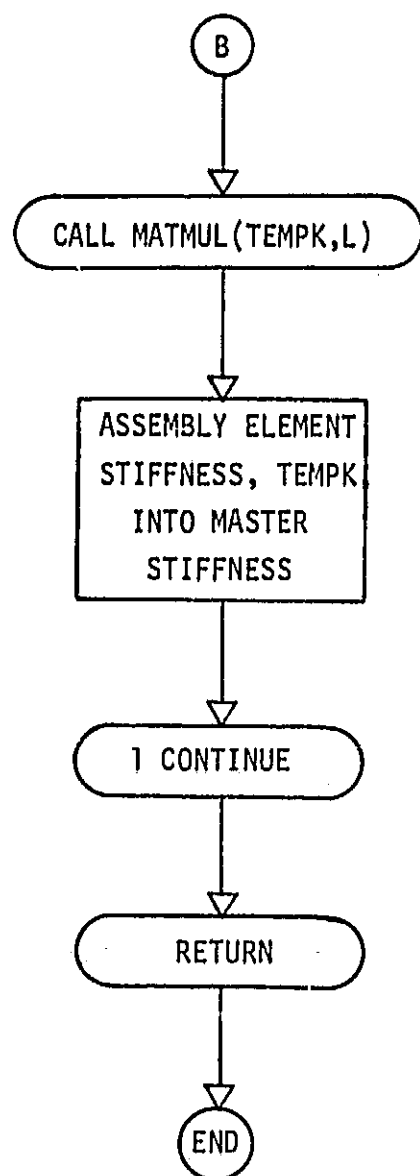 B
CALL MATMUL(TEMPK,L)
ASSEMBLY ELEMENT
STIFFNESS, TEMPK
INTO MASTER
STIFFNESS
1 CONTINUE
RETURN
END